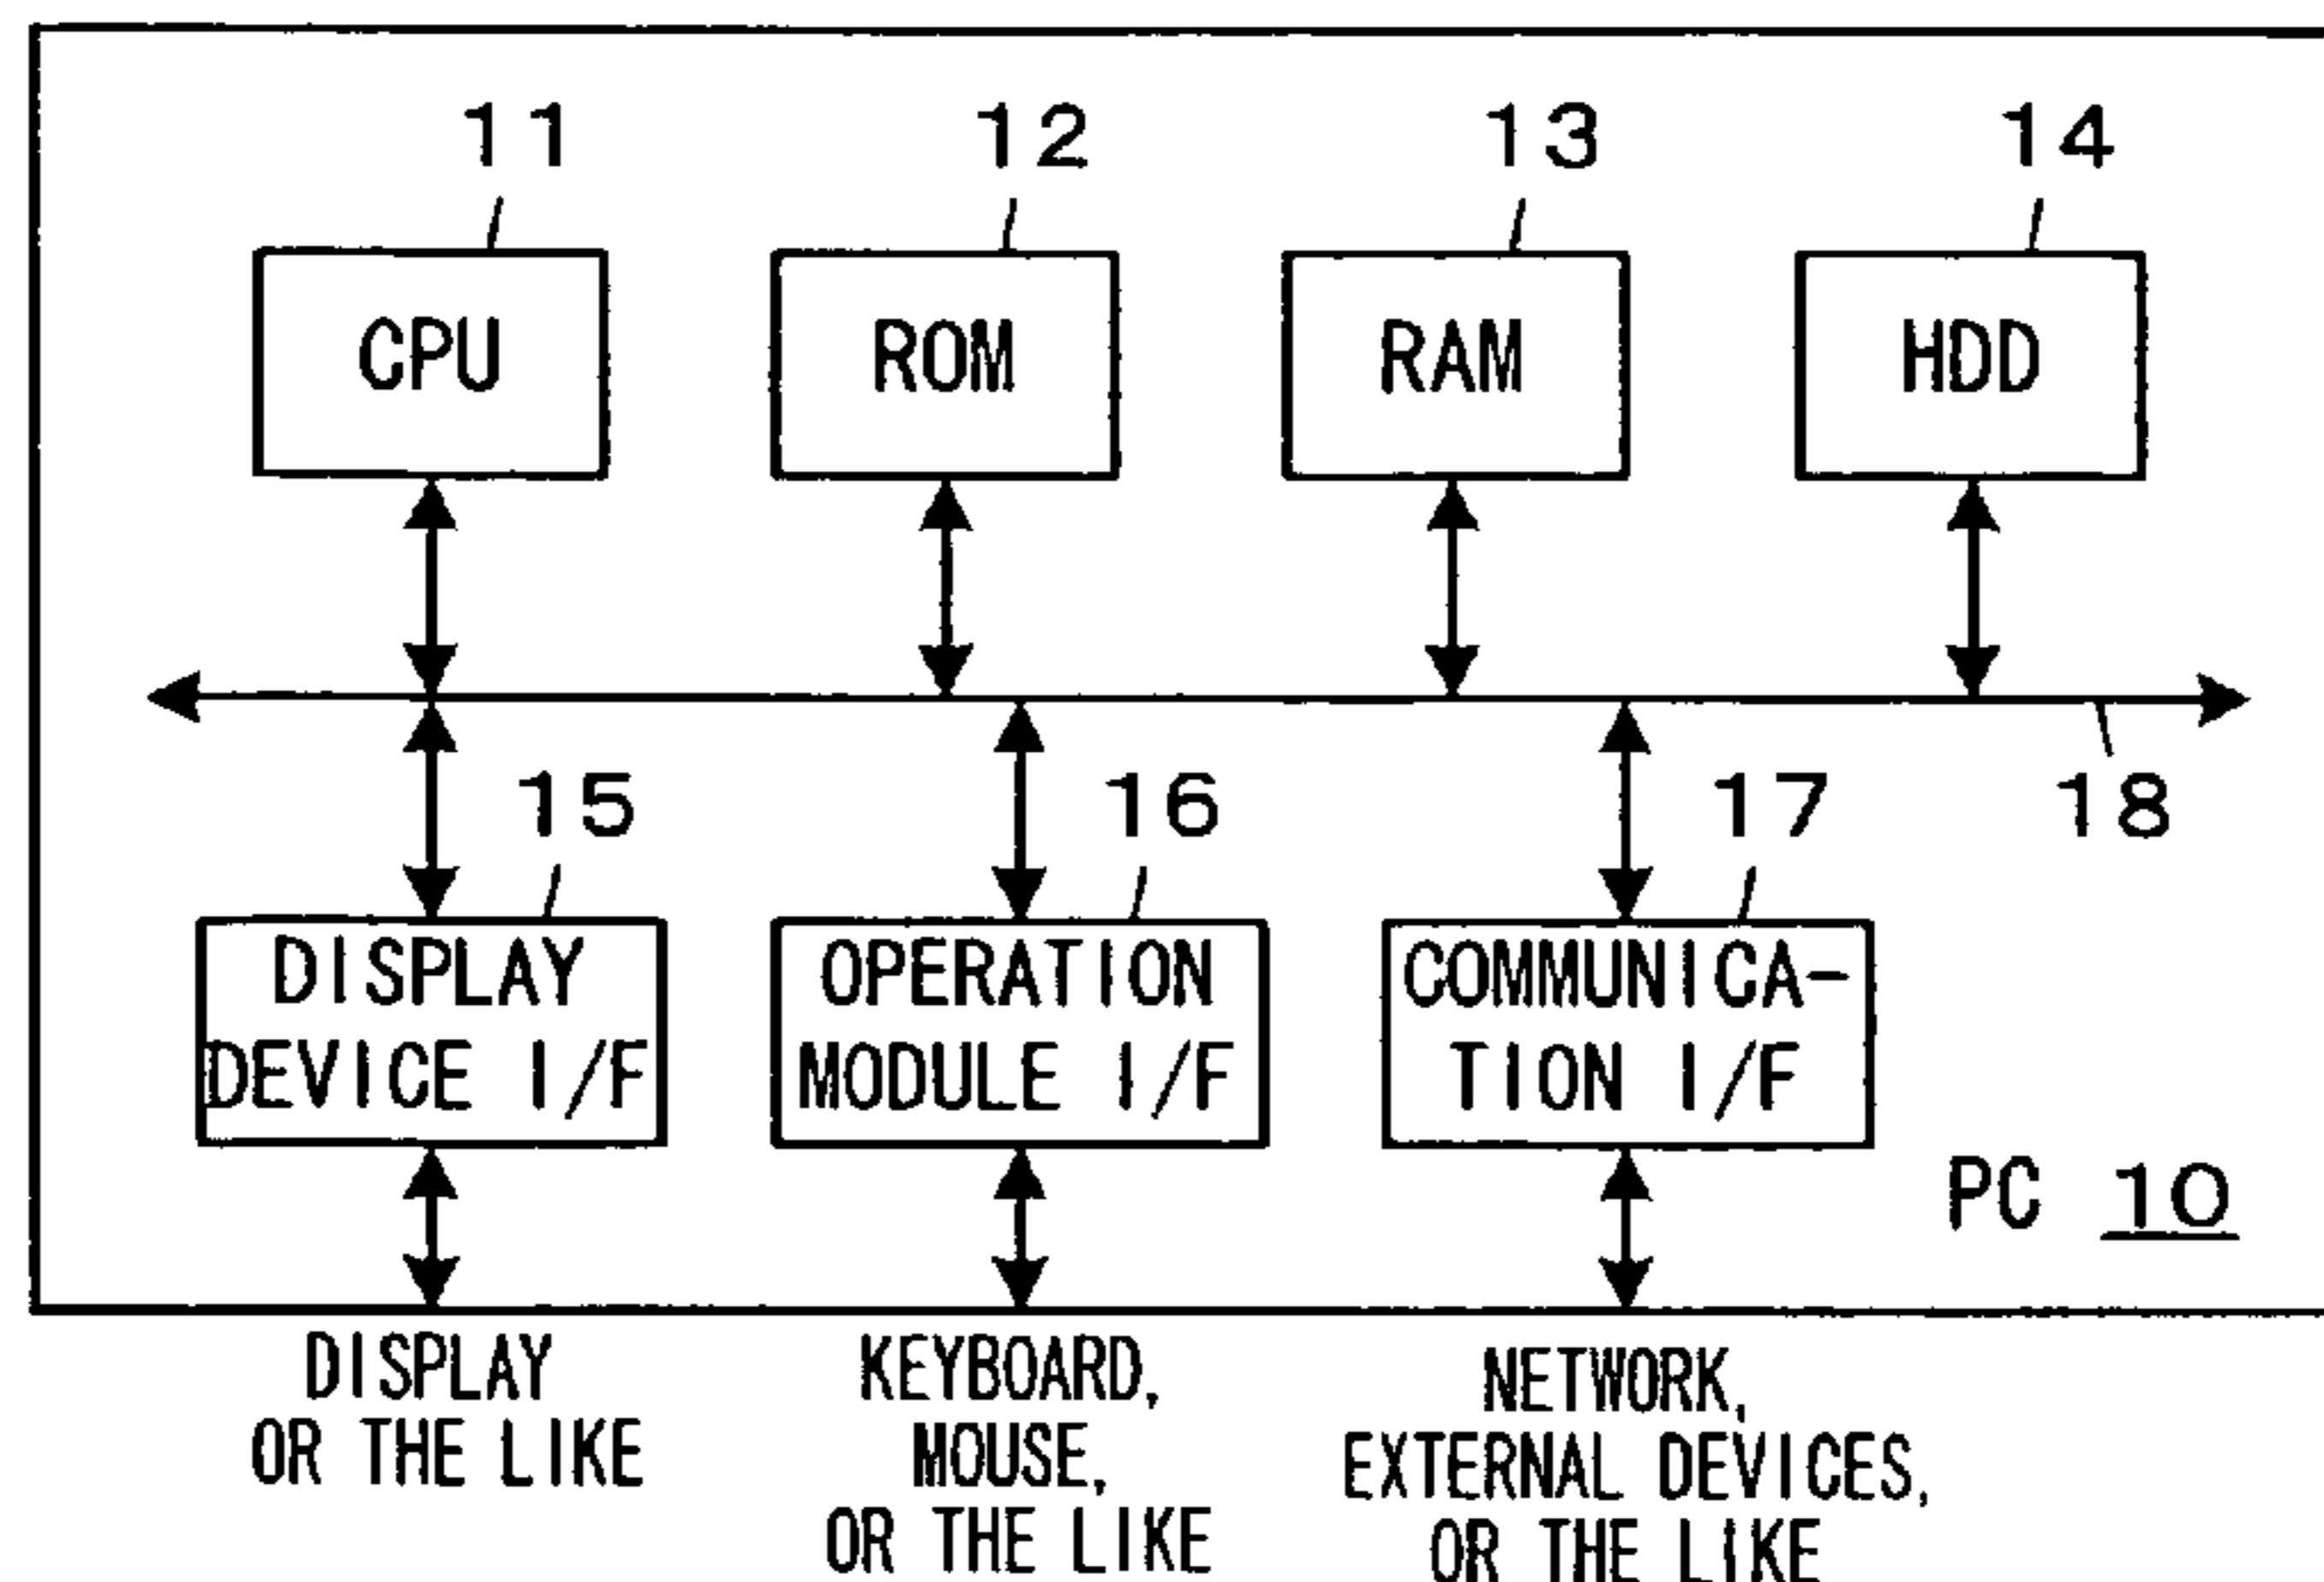 11 12 13 14
CPU ROM RAM HDD
15 16 17 18
DISPLAY
DEVICE I/F
OPERATION
MODULE I/F
COMMUNICA-
TION I/F
PC 10
DISPLAY
OR THE LIKE
KEYBOARD,
MOUSE,
OR THE LIKE
NETWORK,
EXTERNAL DEVICES,
OR THE LIKE